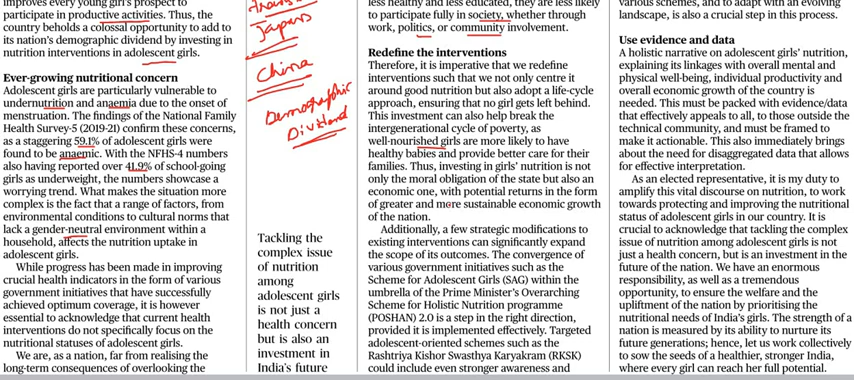 improves every young girl's prospect to
participate in productive activities. Thus, the
country beholds a colossal opportunity to add to
its nation's demographic dividend by investing in
nutrition interventions in adolescent girls.
Ever-growing nutritional concern
Adolescent girls are particularly vulnerable to
undernutrition and anaemia due to the onset of
menstruation. The findings of the National Family
Health Survey-5 (2019-21) confirm these concerns,
as a staggering 59.1% of adolescent girls were
found to be anaemic. With the NFHS-4 numbers
also having reported over 41.9% of school-going
girls as underweight, the numbers showcase a
worrying trend. What makes the situation more
complex is the fact that a range of factors, from
environmental conditions to cultural norms that
lack a gender-neutral environment within a
household, affects the nutrition uptake in
adolescent girls.
While progress has been made in improving
crucial health indicators in the form of various
government initiatives that have successfully
achieved optimum coverage, it is however
essential to acknowledge that current health
interventions do not specifically focus on the
nutritional statuses of adolescent girls.
We are, as a nation, far from realising the
long-term consequences of overlooking the
Japan
China
Demographic
Dividend
Tackling the
complex issue
of nutrition
among
adolescent girls
is not just a
health concern
but is also an
investment in
India's future
less healthy and less educated, they are less likely
to participate fully in society, whether through
work, politics, or community involvement.
Redefine the interventions
Therefore, it is imperative that we redefine
interventions such that we not only centre it
around good nutrition but also adopt a life-cycle
approach, ensuring that no girl gets left behind.
This investment can also help break the
intergenerational cycle of poverty, as
well-nourished girls are more likely to have
healthy babies and provide better care for their
families. Thus, investing in girls' nutrition is not
only the moral obligation of the state but also an
economic one, with potential returns in the form
of greater and more sustainable economic growth
of the nation.
Additionally, a few strategic modifications to
existing interventions can significantly expand
the scope of its outcomes. The convergence of
various government initiatives such as the
Scheme for Adolescent Girls (SAG) within the
umbrella of the Prime Minister's Overarching
Scheme for Holistic Nutrition programme
(POSHAN) 2.0 is a step in the right direction,
provided it is implemented effectively. Targeted
adolescent-oriented schemes such as the
Rashtriya Kishor Swasthya Karyakram (RKSK)
could include even stronger awareness and
various schemes, and to adapt with an evolving
landscape, is also a crucial step in this process.
Use evidence and data
A holistic narrative on adolescent girls' nutrition,
explaining its linkages with overall mental and
physical well-being, individual productivity and
overall economic growth of the country is
needed. This must be packed with evidence/data
that effectively appeals to all, to those outside the
technical community, and must be framed to
make it actionable. This also immediately brings
about the need for disaggregated data that allows
for effective interpretation.
As an elected representative, it is my duty to
amplify this vital discourse on nutrition, to work
towards protecting and improving the nutritional
status of adolescent girls in our country. It is
crucial to acknowledge that tackling the complex
issue of nutrition among adolescent girls is not
just a health concern, but is an investment in the
future of the nation. We have an enormous
responsibility, as well as a tremendous
opportunity, to ensure the welfare and the
upliftment of the nation by prioritising the
nutritional needs of India's girls. The strength of a
nation is measured by its ability to nurture its
future generations; hence, let us work collectively
to sow the seeds of a healthier, stronger India,
where every girl can reach her full potential.